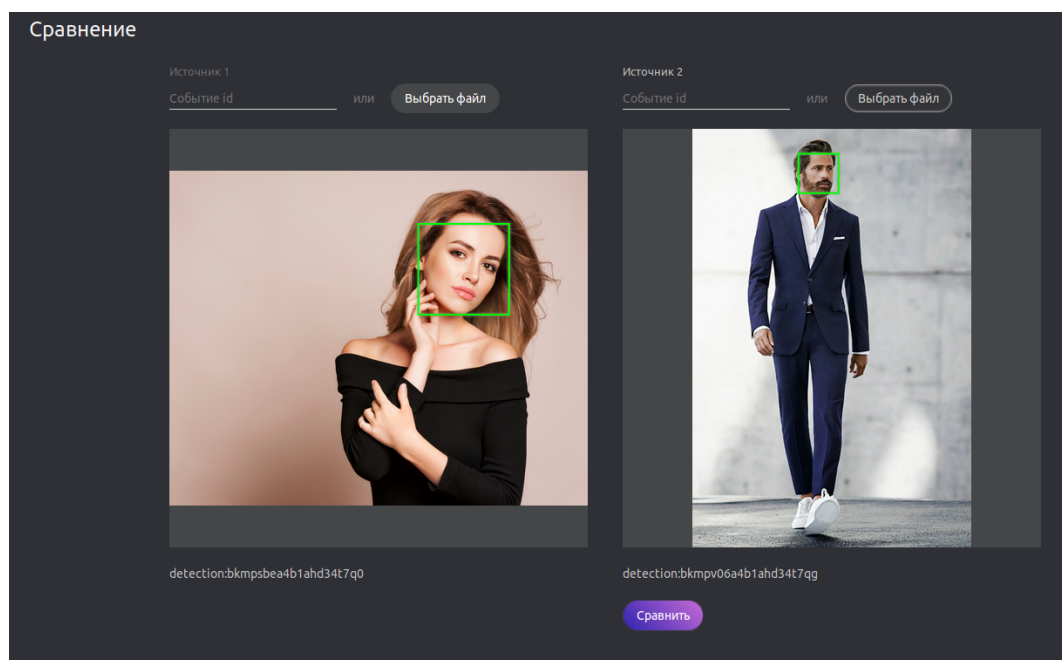 Сравнение
Источник 1
Событие id или Выбрать файл
detection:bkmpsbea4b1ahd34t7q0
Источник 2
Событие id или Выбрать файл
detection:bkmpv06a4b1ahd34t7qg
Сравнить